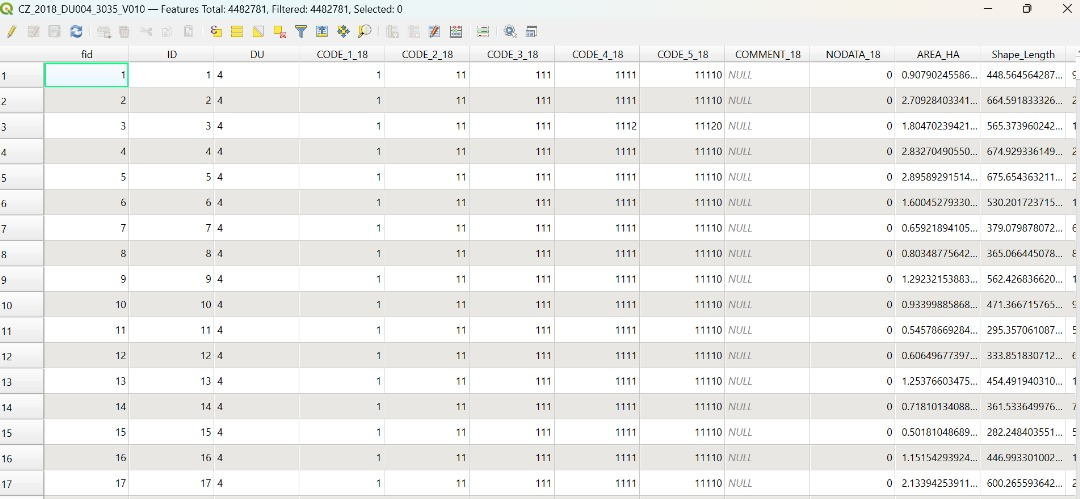 CZ_2018_DU004_3035_V010 — Features Total: 4482781, Filtered: 4482781, Selected: 0
fid ID DU CODE_1_18 CODE_2_18 CODE_3_18 CODE_4_18 CODE_5_18 COMMENT_18 NODATA_18 AREA_HA Shape_Length
1 1 1 4 1 11 111 1111 11110 NULL 0 0.90790245586... 448.564564287...
2 2 2 4 1 11 111 1111 11110 NULL 0 2.70928403341... 664.591833326...
3 3 3 4 1 11 111 1112 11120 NULL 0 1.80470239421... 565.373960242...
4 4 4 4 1 11 111 1111 11110 NULL 0 2.83270490550... 674.929336149...
5 5 5 4 1 11 111 1111 11110 NULL 0 2.89589291514... 675.654363211...
6 6 6 4 1 11 111 1111 11110 NULL 0 1.60045279330... 530.201723715...
7 7 7 4 1 11 111 1111 11110 NULL 0 0.65921894105... 379.079878072...
8 8 8 4 1 11 111 1111 11110 NULL 0 0.80348775642... 365.066445078...
9 9 9 4 1 11 111 1111 11110 NULL 0 1.29232153883... 562.426836620...
10 10 10 4 1 11 111 1111 11110 NULL 0 0.93399885868... 471.366715765...
11 11 11 4 1 11 111 1111 11110 NULL 0 0.54578669284... 295.357061087...
12 12 12 4 1 11 111 1111 11110 NULL 0 0.60649677397... 333.851830712...
13 13 13 4 1 11 111 1111 11110 NULL 0 1.25376603475... 454.491940310...
14 14 14 4 1 11 111 1111 11110 NULL 0 0.71810134088... 361.533649976...
15 15 15 4 1 11 111 1111 11110 NULL 0 0.50181048689... 282.248403551...
16 16 16 4 1 11 111 1111 11110 NULL 0 1.15154293924... 446.993301002...
17 17 17 4 1 11 111 1111 11110 NULL 0 2.13394253911... 600.265593642...